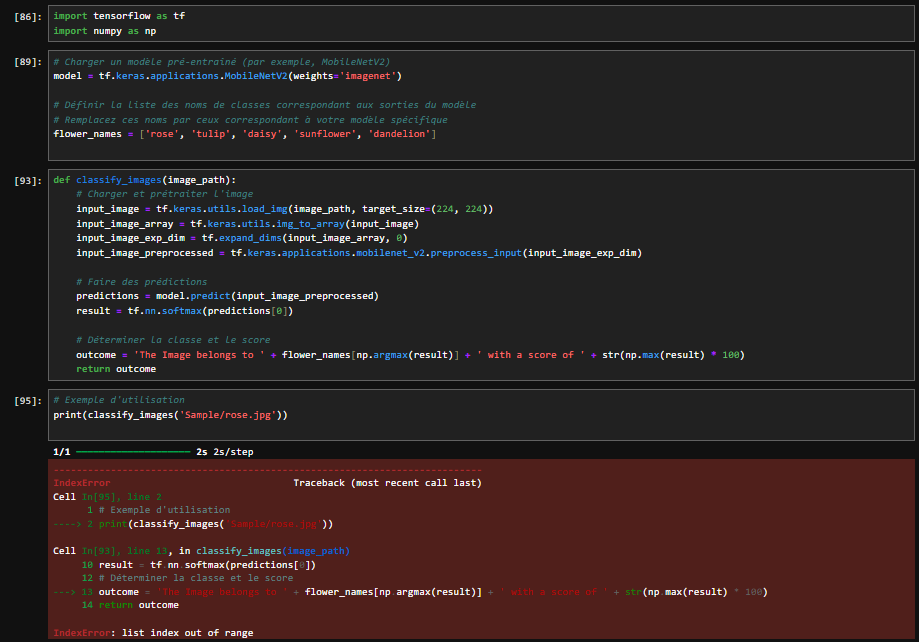 [86]: import tensorflow as tf
import numpy as np
[89]: # Charger un modèle pré-entraîné (par exemple, MobileNetV2)
model = tf.keras.applications.MobileNetV2(weights='imagenet')
# Définir la liste des noms de classes correspondant aux sorties du modèle
# Remplacez ces noms par ceux correspondant à votre modèle spécifique
flower_names = ['rose', 'tulip', 'daisy', 'sunflower', 'dandelion']
[93]: def classify_images(image_path):
# Charger et prétraiter l'image
input_image = tf.keras.utils.load_img(image_path, target_size=(224, 224))
input_image_array = tf.keras.utils.img_to_array(input_image)
input_image_exp_dim = tf.expand_dims(input_image_array, 0)
input_image_preprocessed = tf.keras.applications.mobilenet_v2.preprocess_input(input_image_exp_dim)
# Faire des prédictions
predictions = model.predict(input_image_preprocessed)
result = tf.nn.softmax(predictions[0])
# Déterminer la classe et le score
outcome = 'The Image belongs to ' + flower_names[np.argmax(result)] + ' with a score of ' + str(np.max(result) * 100)
return outcome
[95]: # Exemple d'utilisation
print(classify_images('Sample/rose.jpg'))
1/1 ━━━━━━━━━━━━━━━━━━━━ 2s 2s/step
---------------------------------------------------------------------------
IndexError Traceback (most recent call last)
Cell In[95], line 2
1 # Exemple d'utilisation
----> 2 print(classify_images('Sample/rose.jpg'))
Cell In[93], line 13, in classify_images(image_path)
10 result = tf.nn.softmax(predictions[0])
12 # Déterminer la classe et le score
---> 13 outcome = 'The Image belongs to ' + flower_names[np.argmax(result)] + ' with a score of ' + str(np.max(result) * 100)
14 return outcome
IndexError: list index out of range